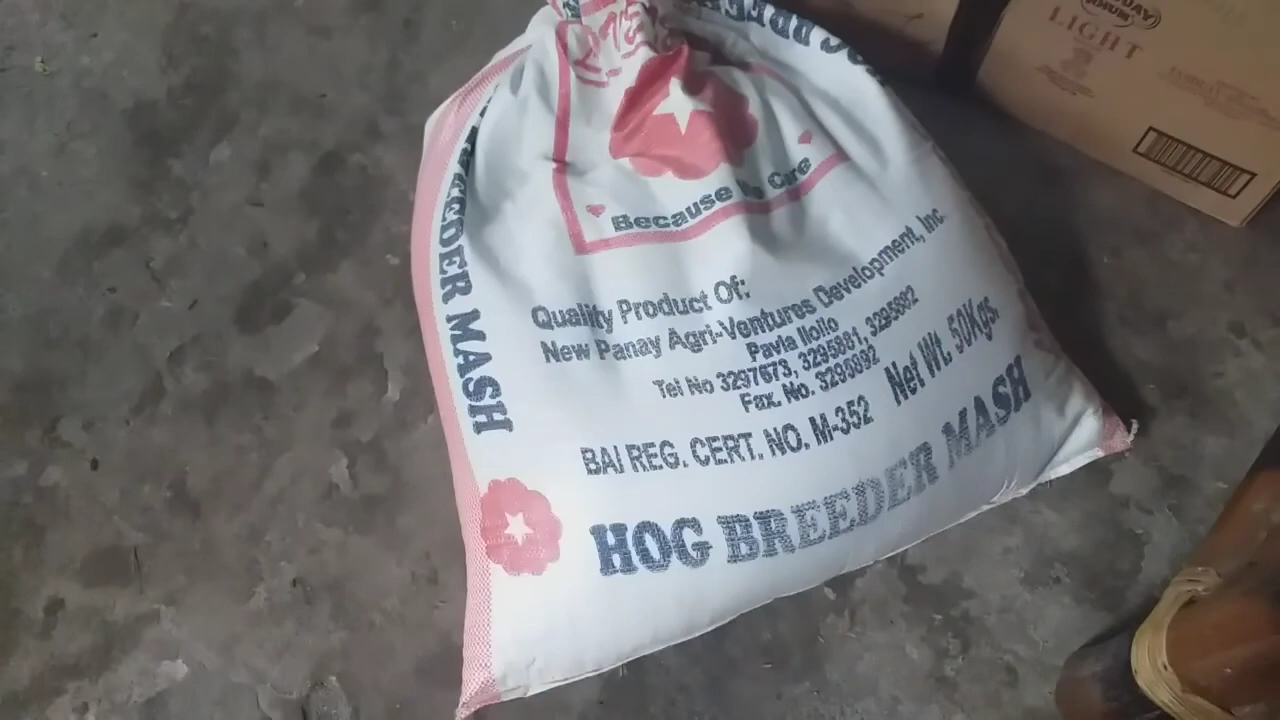 Because We Care
Quality Product Of:
New Panay Agri-Ventures Development, Inc.
Pavia Iloilo
Tel No 3297673, 3295881, 3295882
Fax. No. 3290892
BAI REG. CERT. NO. M-352 Net Wt. 50Kgs.
HOG BREEDER MASH
BREEDER MASH
LIGHT